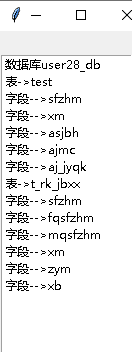 数据库user28_db
表->test
字段-->sfzhm
字段-->xm
字段-->asjbh
字段-->ajmc
字段-->aj_jyqk
表->t_rk_jbxx
字段-->sfzhm
字段-->fqsfzhm
字段-->mqsfzhm
字段-->xm
字段-->zym
字段-->xb